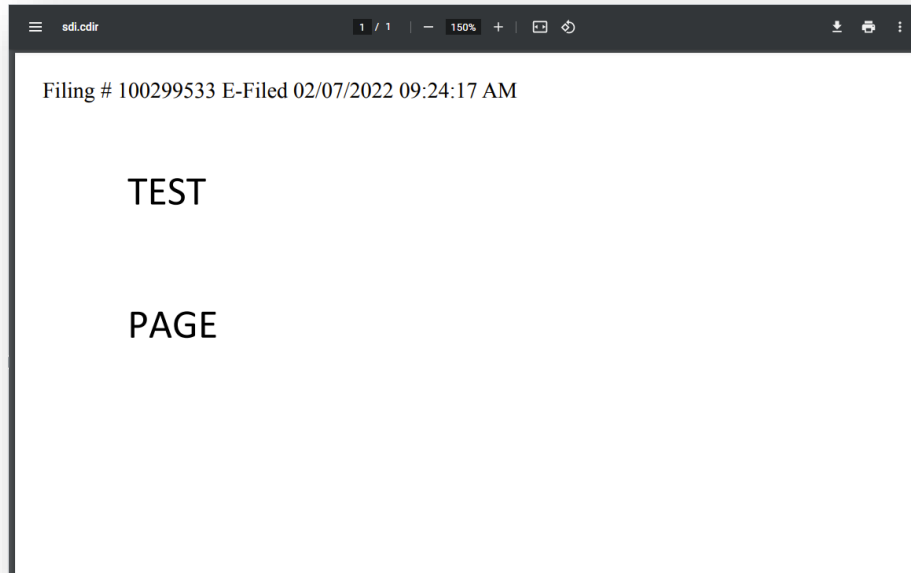 sdi.cdir 1 / 1 150%
Filing # 100299533 E-Filed 02/07/2022 09:24:17 AM
TEST
PAGE